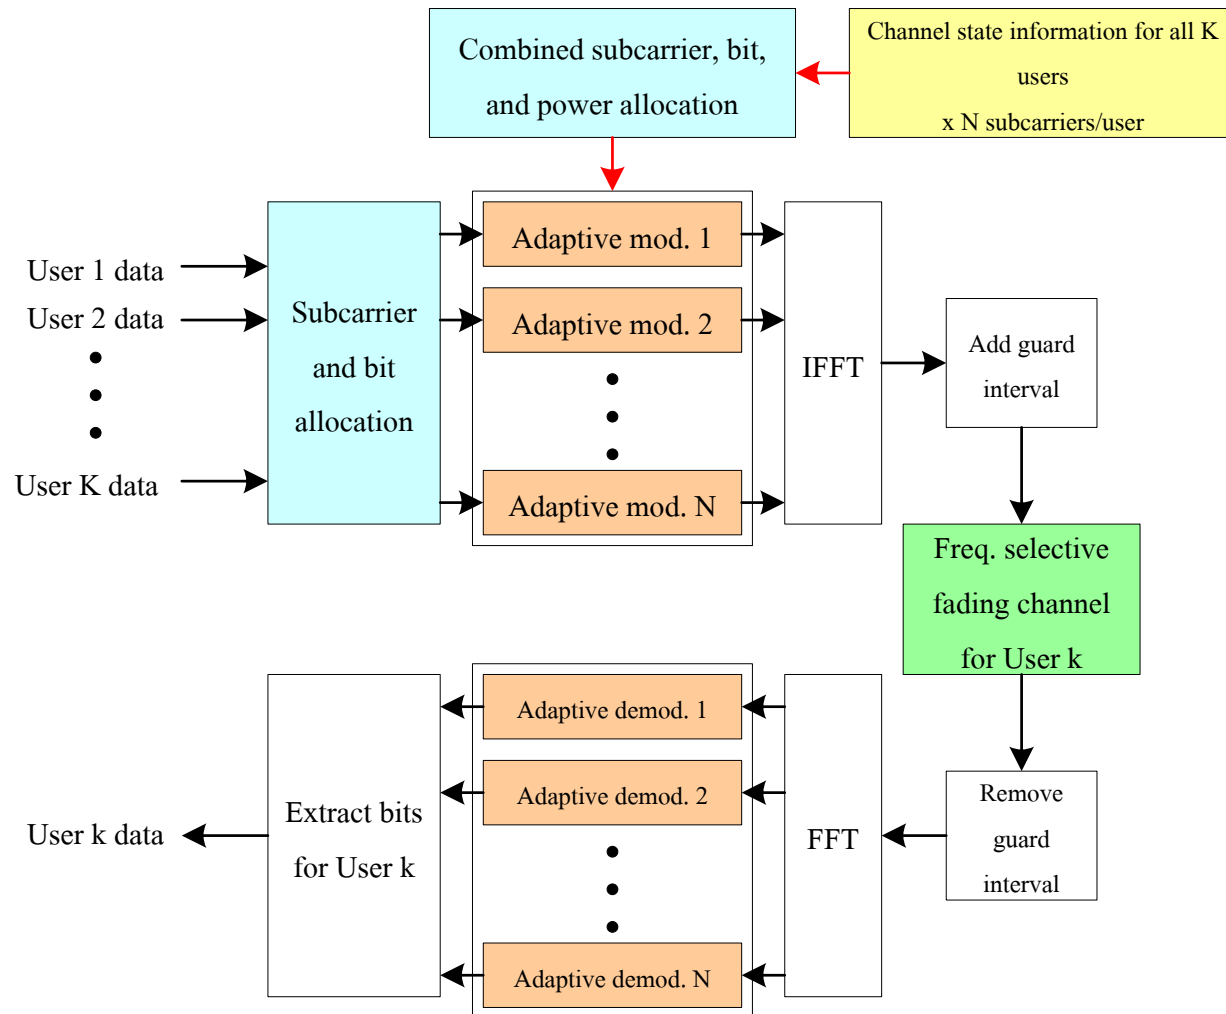 Combined subcarrier, bit,
and power allocation
Channel state information for all K
users
x N subcarriers/user
User 1 data
User 2 data
User K data
Subcarrier
and bit
allocation
Adaptive mod. 1
Adaptive mod. 2
Adaptive mod. N
IFFT
Add guard
interval
Freq. selective
fading channel
for User k
Remove
guard
interval
FFT
Adaptive demod. 1
Adaptive demod. 2
Adaptive demod. N
Extract bits
for User k
User k data